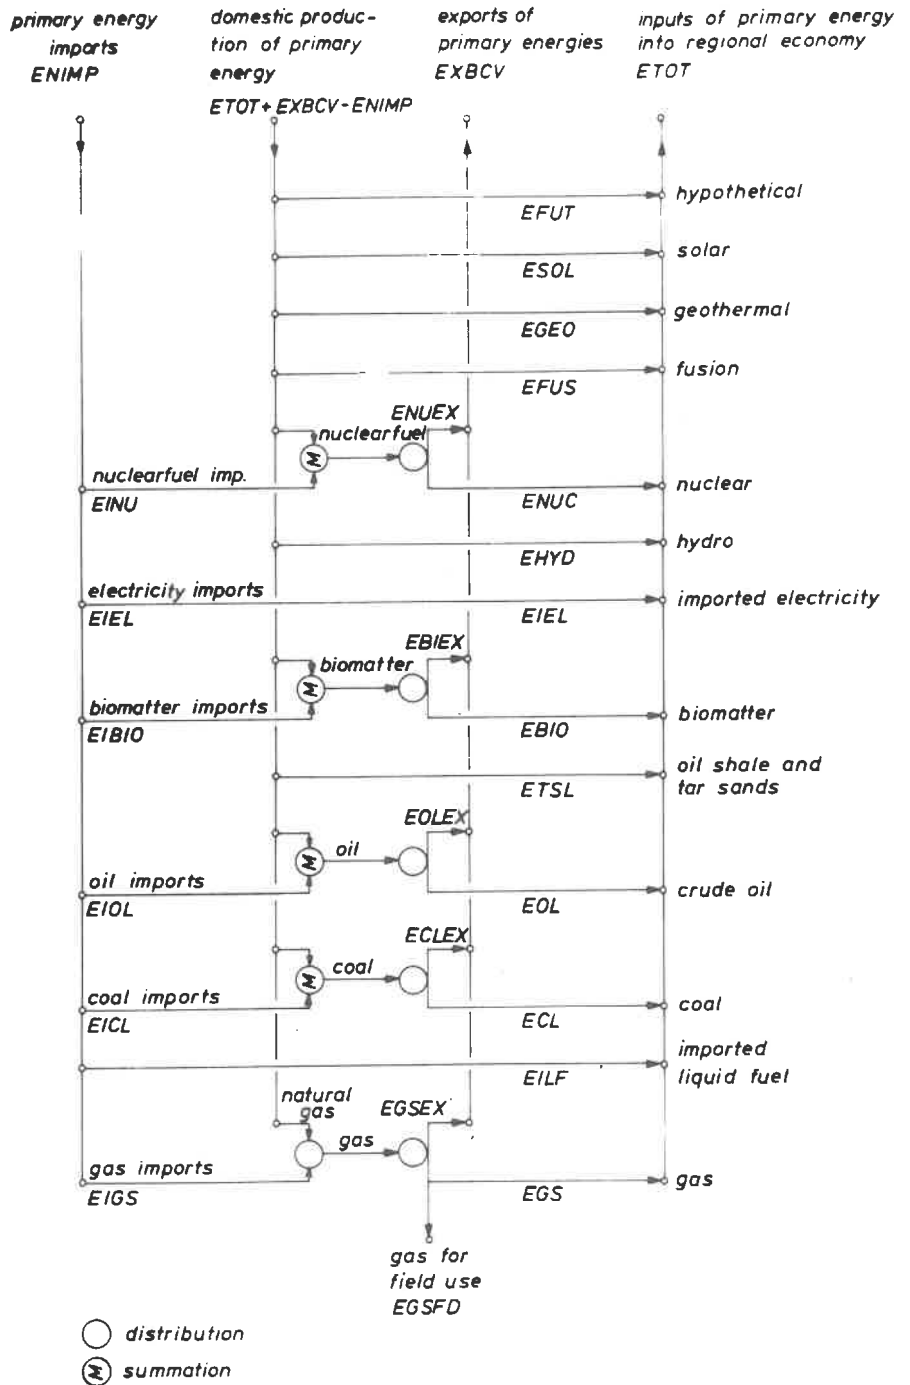 primary energy
imports
ENIMP
domestic produc-
tion of primary
energy
ETOT + EXBCV - ENIMP
exports of
primary energies
EXBCV
inputs of primary energy
into regional economy
ETOT
hypothetical
EFUT
solar
ESOL
geothermal
EGEO
fusion
EFUS
ENUEX
nuclearfuel
M
nuclearfuel imp.
EINU
ENUC
nuclear
EHYD
hydro
electricity imports
EIEL
EIEL
imported electricity
EBIEX
biomatter
M
biomatter imports
EIBIO
EBIO
biomatter
ETSL
oil shale and
tar sands
EOLEX
oil
M
oil imports
EIOL
EOL
crude oil
ECLEX
coal
M
coal imports
EICL
ECL
coal
EILF
imported
liquid fuel
natural
gas
EGSEX
gas
gas imports
EIGS
EGS
gas
gas for
field use
EGSFD
distribution
M summation